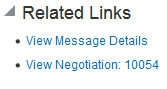 Related Links
View Message Details
View Negotiation: 10054